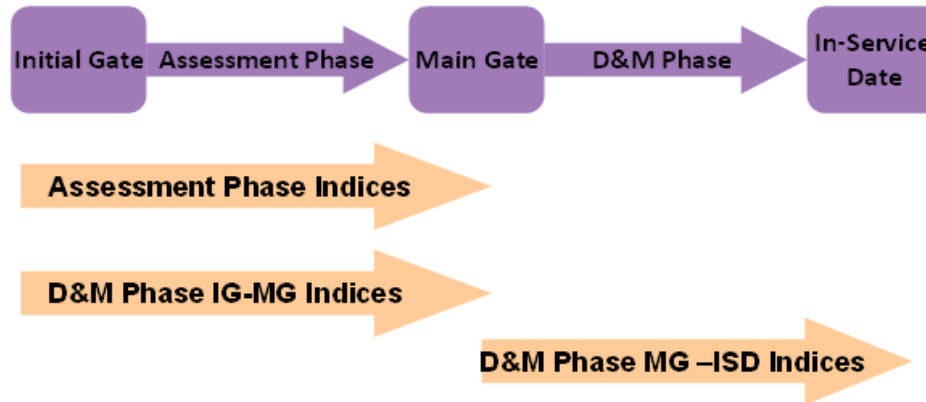 Initial Gate
Assessment Phase
Main Gate
D&M Phase
In-Service
Date
Assessment Phase Indices
D&M Phase IG-MG Indices
D&M Phase MG –ISD Indices